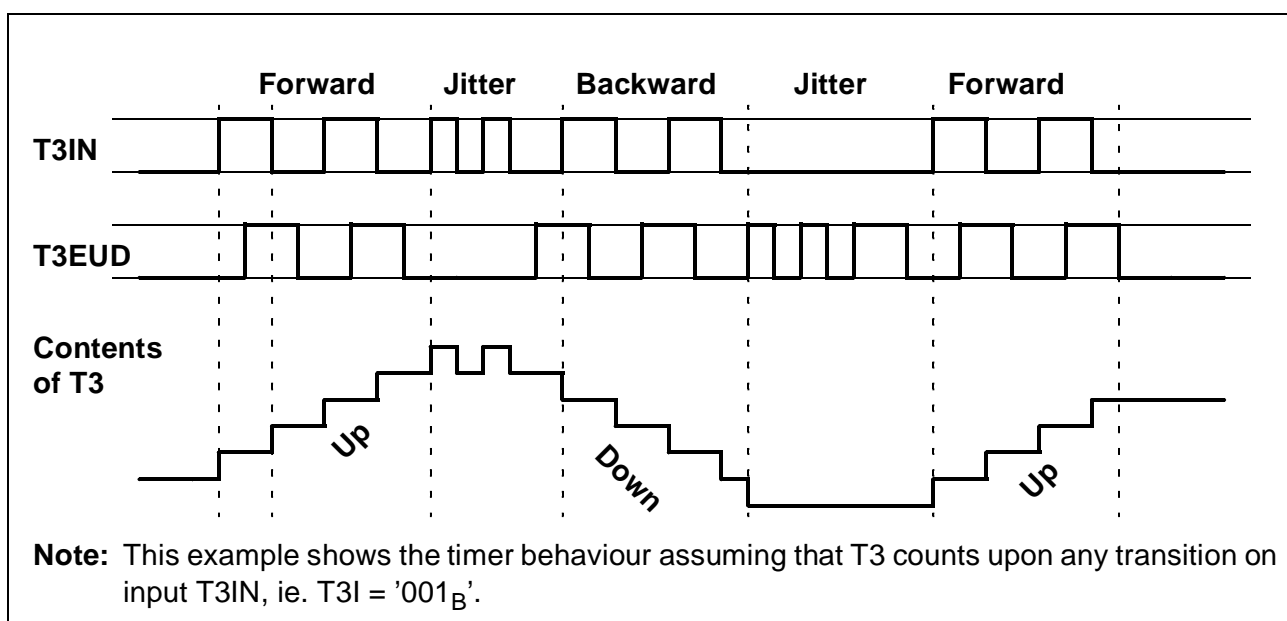 Forward Jitter Backward Jitter Forward
T3IN
T3EUD
Contents
of T3
Up
Down
Up
Note: This example shows the timer behaviour assuming that T3 counts upon any transition on
input T3IN, ie. T3I = '001B'.